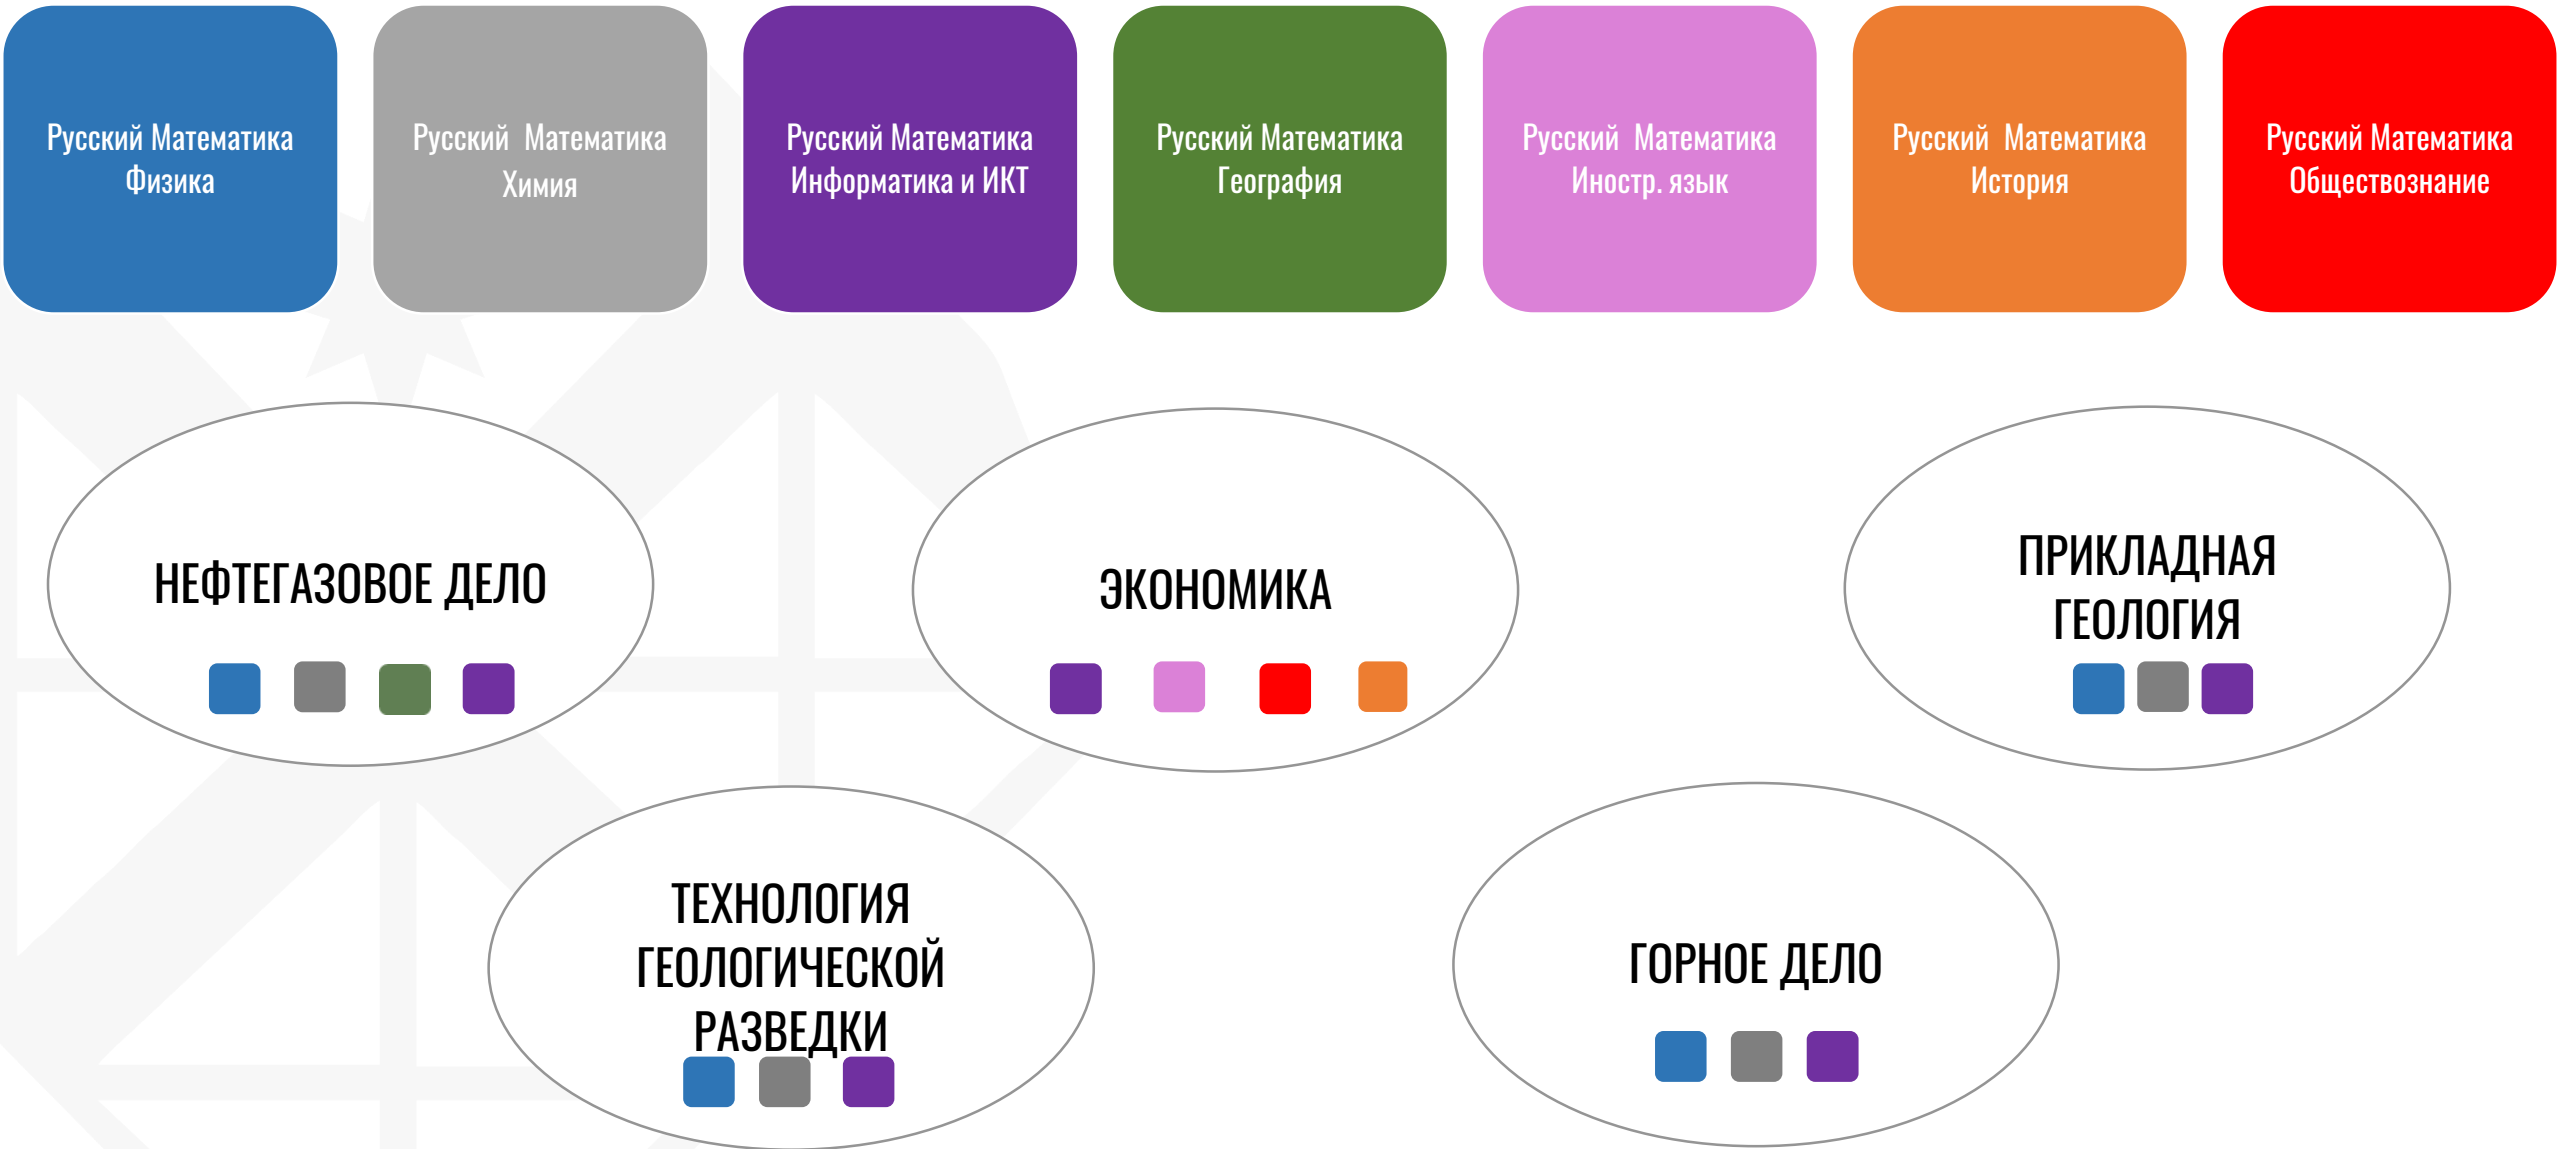 Русский Математика
Физика
Русский Математика
Химия
Русский Математика
Информатика и ИКТ
Русский Математика
География
Русский Математика
Иностр. язык
Русский Математика
История
Русский Математика
Обществознание
НЕФТЕГАЗОВОЕ ДЕЛО
ЭКОНОМИКА
ПРИКЛАДНАЯ
ГЕОЛОГИЯ
ТЕХНОЛОГИЯ
ГЕОЛОГИЧЕСКОЙ
РАЗВЕДКИ
ГОРНОЕ ДЕЛО